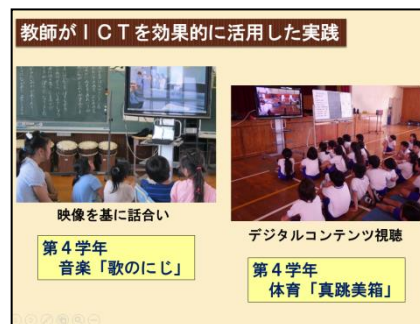 教師がICTを効果的に活用した実践
映像を基に話合い
第4学年
音楽「歌のにじ」
デジタルコンテンツ視聴
第4学年
体育「真跳美箱」